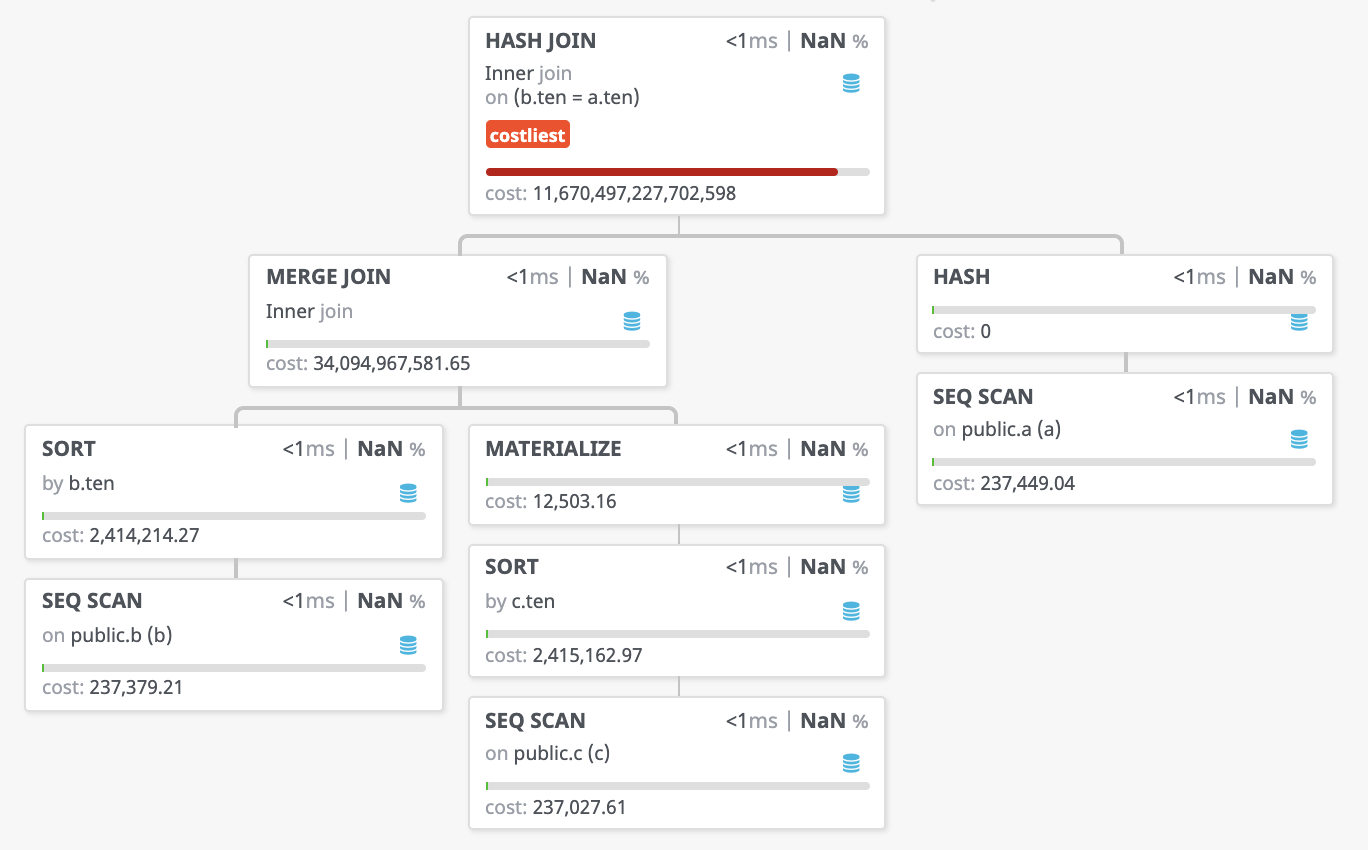 HASH JOIN <1ms | NaN %
Inner join
on (b.ten = a.ten)
costliest
cost: 11,670,497,227,702,598
MERGE JOIN <1ms | NaN %
Inner join
cost: 34,094,967,581.65
HASH <1ms | NaN %
cost: 0
SEQ SCAN <1ms | NaN %
on public.a (a)
cost: 237,449.04
SORT <1ms | NaN %
by b.ten
cost: 2,414,214.27
MATERIALIZE <1ms | NaN %
cost: 12,503.16
SEQ SCAN <1ms | NaN %
on public.b (b)
cost: 237,379.21
SORT <1ms | NaN %
by c.ten
cost: 2,415,162.97
SEQ SCAN <1ms | NaN %
on public.c (c)
cost: 237,027.61